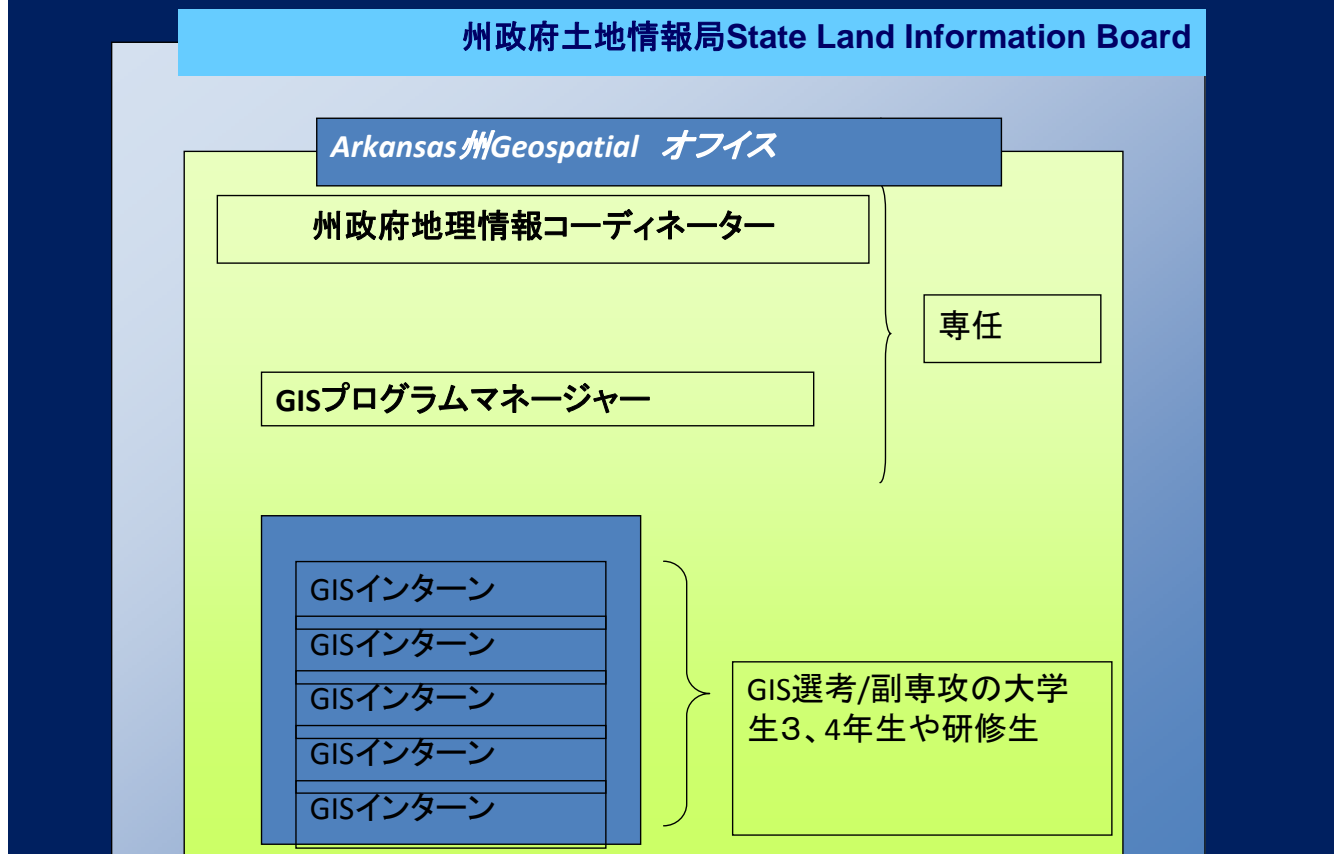 州政府土地情報局State Land Information Board
Arkansas州Geospatial　オフイス
州政府地理情報コーディネーター
専任
GISプログラムマネージャー
GISインターン
GISインターン
GISインターン
GISインターン
GISインターン
GIS選考/副専攻の大学
生３、4年生や研修生